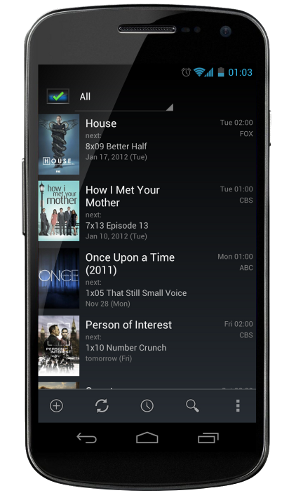 01:03
All
House
Tue 02:00
next:
FOX
8x09 Better Half
Jan 17, 2012 (Tue)
HOUSE
How I Met Your
Tue 01:00
Mother
CBS
next:
7x13 Episode 13
Jan 10, 2012 (Tue)
how i met your
mother
Once Upon a Time
Mon 01:00
(2011)
ABC
next:
1x05 That Still Small Voice
Nov 28 (Mon)
ONCE
Person of Interest
Fri 02:00
next:
CBS
1x10 Number Crunch
tomorrow (Fri)